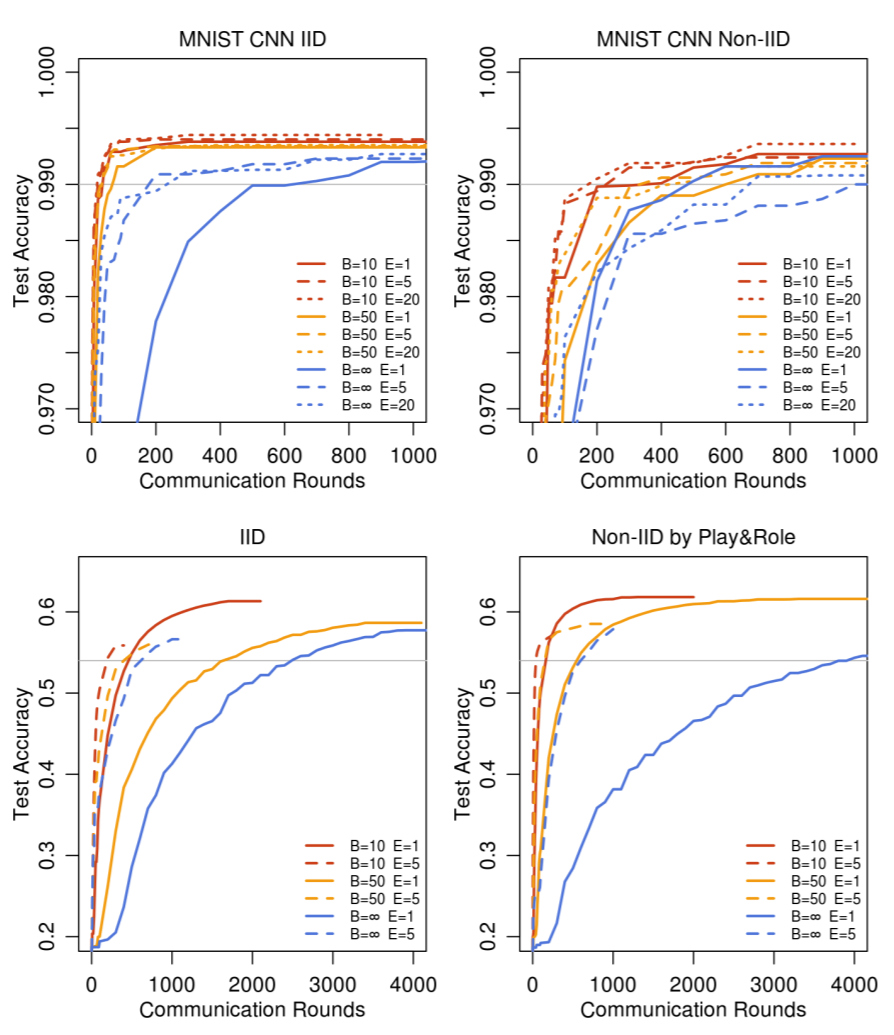 MNIST CNN IID
Test Accuracy
1.000
0.990
0.980
0.970
B=10 E=1
B=10 E=5
B=10 E=20
B=50 E=1
B=50 E=5
B=50 E=20
B=∞ E=1
B=∞ E=5
B=∞ E=20
0 200 400 600 800 1000
Communication Rounds
MNIST CNN Non-IID
Test Accuracy
1.000
0.990
0.980
0.970
B=10 E=1
B=10 E=5
B=10 E=20
B=50 E=1
B=50 E=5
B=50 E=20
B=∞ E=1
B=∞ E=5
B=∞ E=20
0 200 400 600 800 1000
Communication Rounds
IID
Test Accuracy
0.6
0.5
0.4
0.3
0.2
B=10 E=1
B=10 E=5
B=50 E=1
B=50 E=5
B=∞ E=1
B=∞ E=5
0 1000 2000 3000 4000
Communication Rounds
Non-IID by Play&Role
Test Accuracy
0.6
0.5
0.4
0.3
0.2
B=10 E=1
B=10 E=5
B=50 E=1
B=50 E=5
B=∞ E=1
B=∞ E=5
0 1000 2000 3000 4000
Communication Rounds